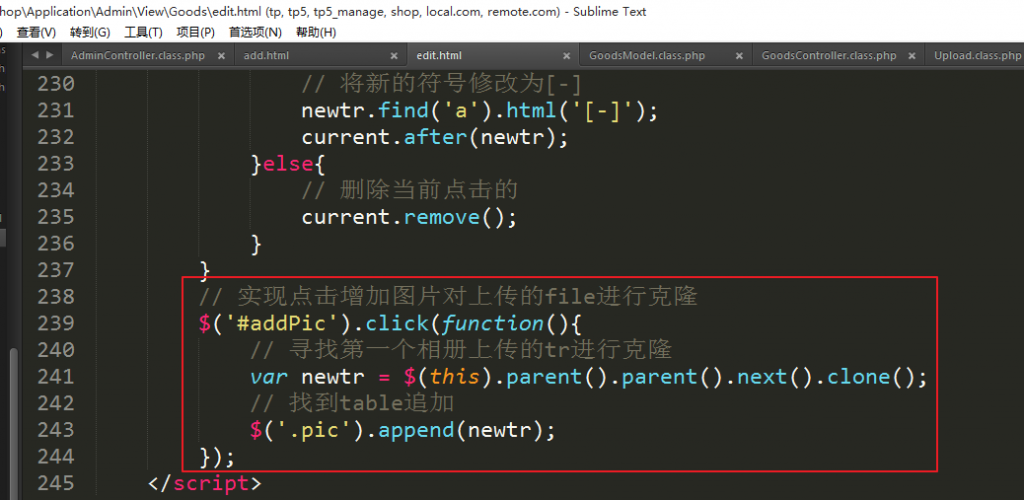 hop\Application\Admin\View\Goods\edit.html (tp, tp5, tp5_manage, shop, local.com, remote.com) - Sublime Text
) 查看(V) 转到(G) 工具(T) 项目(P) 首选项(N) 帮助(H)
AdminController.class.php × add.html × edit.html × GoodsModel.class.php × GoodsController.class.php × Upload.class.php
230 // 将新的符号修改为[-]
231 newtr.find('a').html('[-]');
232 current.after(newtr);
233 }else{
234 // 删除当前点击的
235 current.remove();
236 }
237 }
238 // 实现点击增加图片对上传的file进行克隆
239 $('#addPic').click(function(){
240 // 寻找第一个相册上传的tr进行克隆
241 var newtr = $(this).parent().parent().next().clone();
242 // 找到table追加
243 $('.pic').append(newtr);
244 });
245 </script>